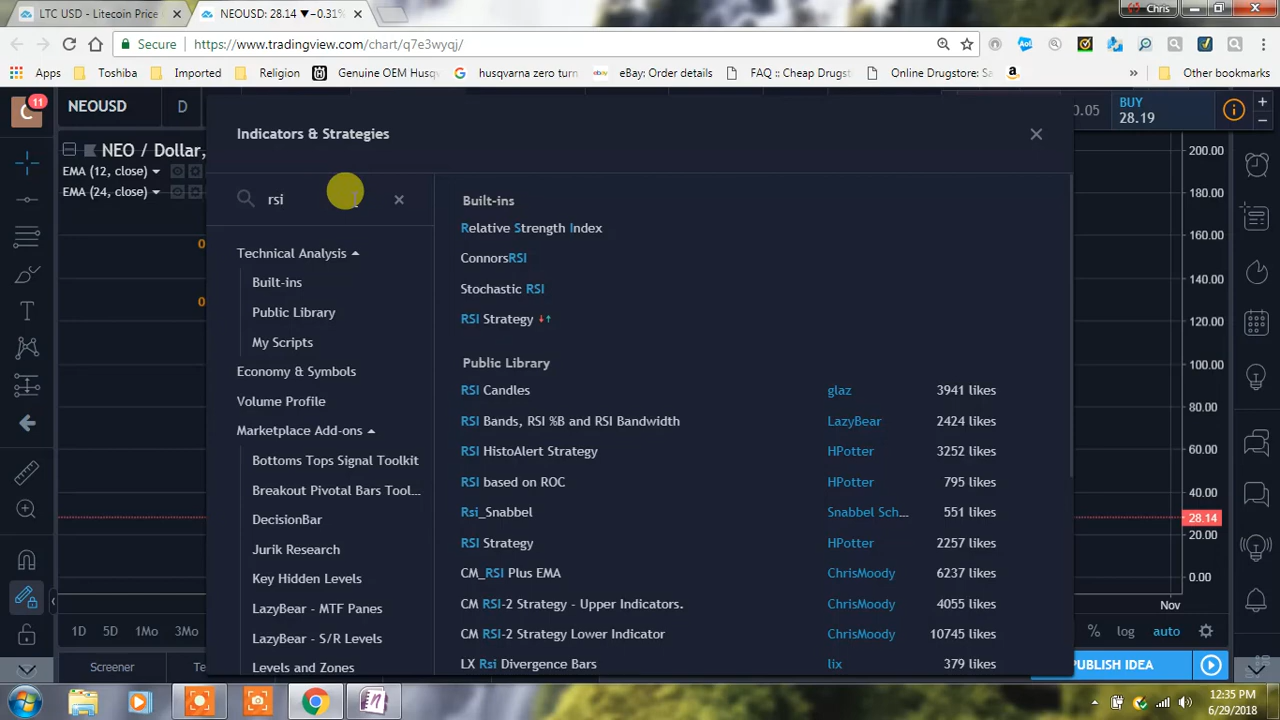 LTC USD - Litecoin Price
NEOUSD: 28.14 ▼−0.31%
Chris
Secure
https://www.tradingview.com/chart/q7e3wyqj/
Apps
Toshiba
Imported
Religion
Genuine OEM Husq
husqvarna zero turn
eBay: Order details
FAQ :: Cheap Drugst
Online Drugstore: Sa
Other bookmarks
C
11
NEOUSD
D
0.05
BUY
28.19
Indicators & Strategies
NEO / Dollar,
EMA (12, close)
EMA (24, close)
0
0
rsi
Technical Analysis
Built-ins
Public Library
My Scripts
Economy & Symbols
Volume Profile
Marketplace Add-ons
Bottoms Tops Signal Toolkit
Breakout Pivotal Bars Tool...
DecisionBar
Jurik Research
Key Hidden Levels
LazyBear - MTF Panes
LazyBear - S/R Levels
Levels and Zones
Built-ins
Relative Strength Index
ConnorsRSI
Stochastic RSI
RSI Strategy
Public Library
RSI Candles glaz 3941 likes
RSI Bands, RSI %B and RSI Bandwidth LazyBear 2424 likes
RSI HistoAlert Strategy HPotter 3252 likes
RSI based on ROC HPotter 795 likes
Rsi_Snabbel Snabbel Sch... 551 likes
RSI Strategy HPotter 2257 likes
CM_RSI Plus EMA ChrisMoody 6237 likes
CM RSI-2 Strategy - Upper Indicators. ChrisMoody 4055 likes
CM RSI-2 Strategy Lower Indicator ChrisMoody 10745 likes
LX Rsi Divergence Bars lix 379 likes
200.00
180.00
160.00
140.00
120.00
100.00
80.00
60.00
40.00
28.14
20.00
0.00
Nov
1D 5D 1Mo 3Mo
% log auto
Screener
Te
PUBLISH IDEA
12:35 PM
6/29/2018